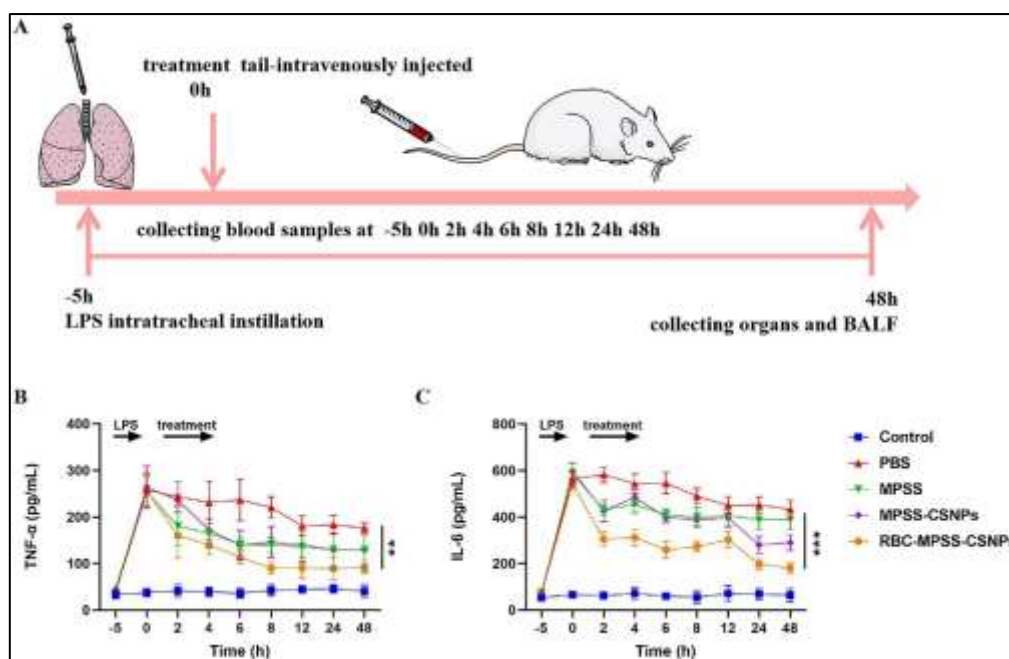 A
treatment tail-intravenously injected
0h
collecting blood samples at -5h 0h 2h 4h 6h 8h 12h 24h 48h
-5h
LPS intratracheal instillation
48h
collecting organs and BALF
B
LPS
treatment
TNF-α (pg/mL)
400
300
200
100
0
-5 0 2 4 6 8 12 24 48
Time (h)
**
C
LPS
treatment
IL-6 (pg/mL)
800
600
400
200
0
-5 0 2 4 6 8 12 24 48
Time (h)
***
Control
PBS
MPSS
MPSS-CSNPs
RBC-MPSS-CSNPs